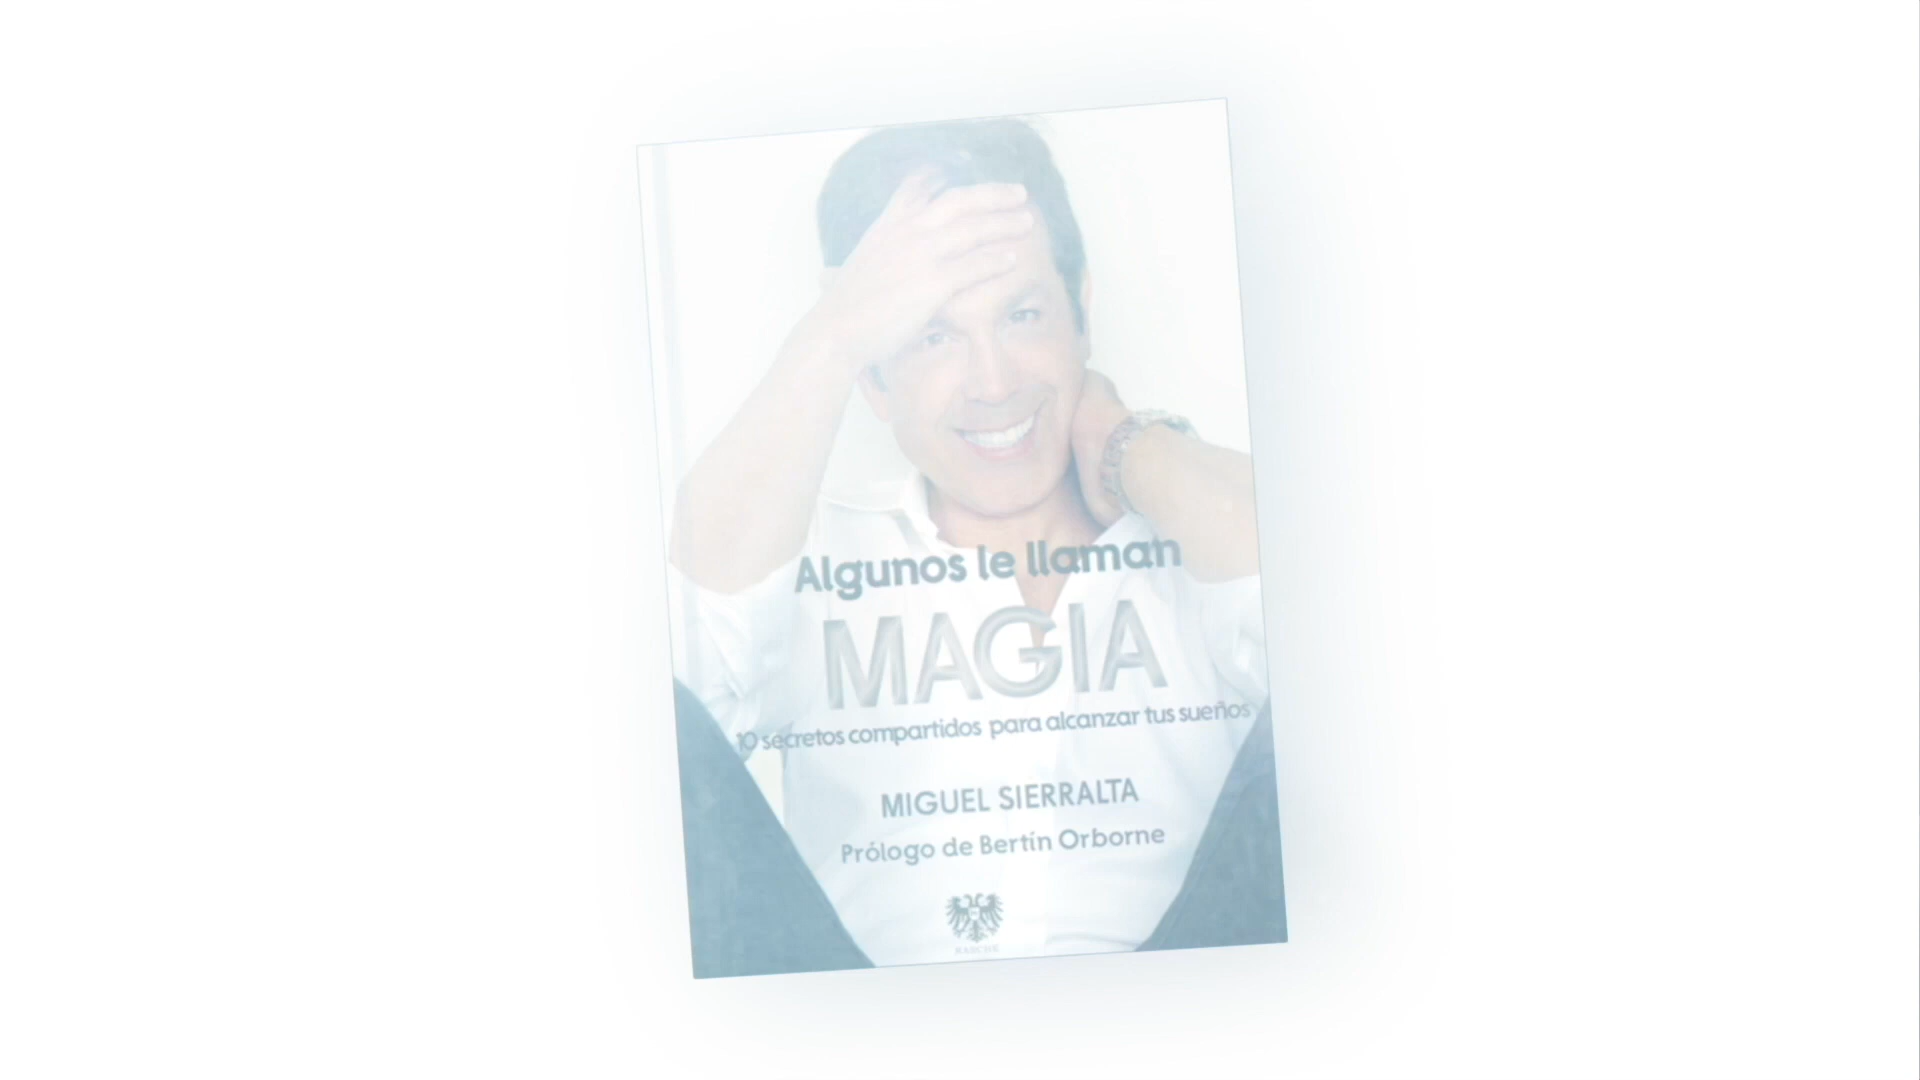 Algunos le llaman
MAGIA
10 secretos compartidos para alcanzar tus sueños
MIGUEL SIERRALTA
Prólogo de Bertín Orborne